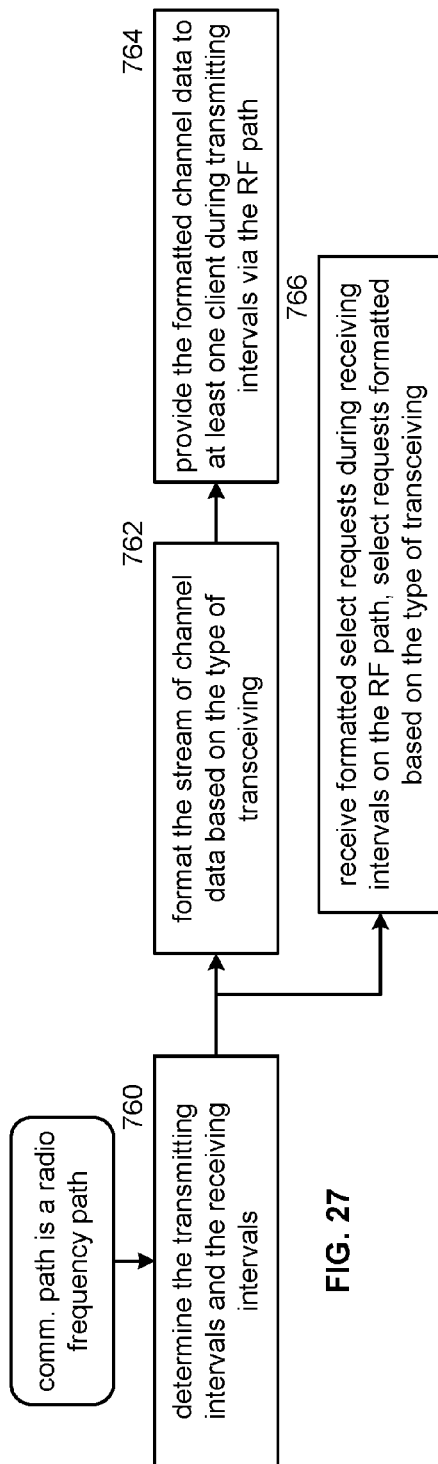 comm. path is a radio
frequency path
760
determine the transmitting
intervals and the receiving
intervals
762
format the stream of channel
data based on the type of
transceiving
764
provide the formatted channel data to
at least one client during transmitting
intervals via the RF path
766
receive formatted select requests during receiving
intervals on the RF path, select requests formatted
based on the type of transceiving
FIG. 27